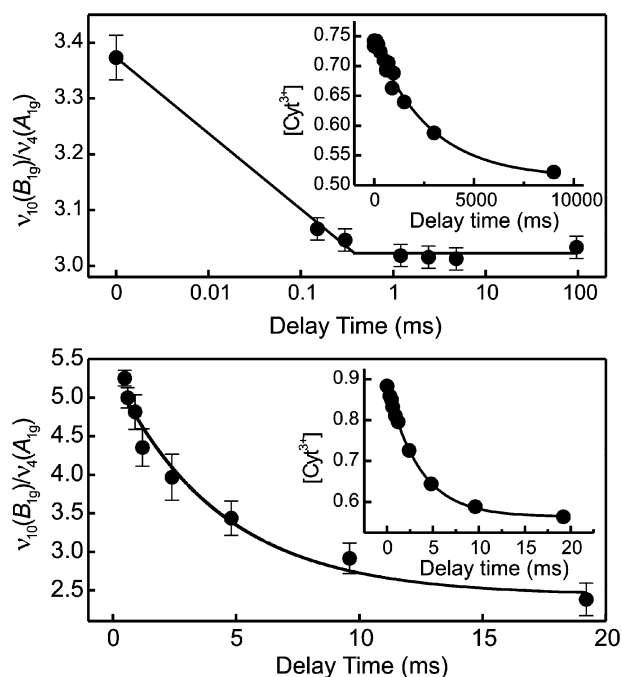 3.4
3.3
3.2
3.1
3.0
ν10(B1g)/ν4(A1g)
0 0.01 0.1 1 10 100
Delay Time (ms)
0.75
0.70
0.65
0.60
0.55
0.50
[Cyt3+]
0 5000 10000
Delay time (ms)
5.5
5.0
4.5
4.0
3.5
3.0
2.5
ν10(B1g)/ν4(A1g)
0 5 10 15 20
Delay Time (ms)
0.9
0.8
0.7
0.6
[Cyt3+]
0 5 10 15 20
Delay time (ms)